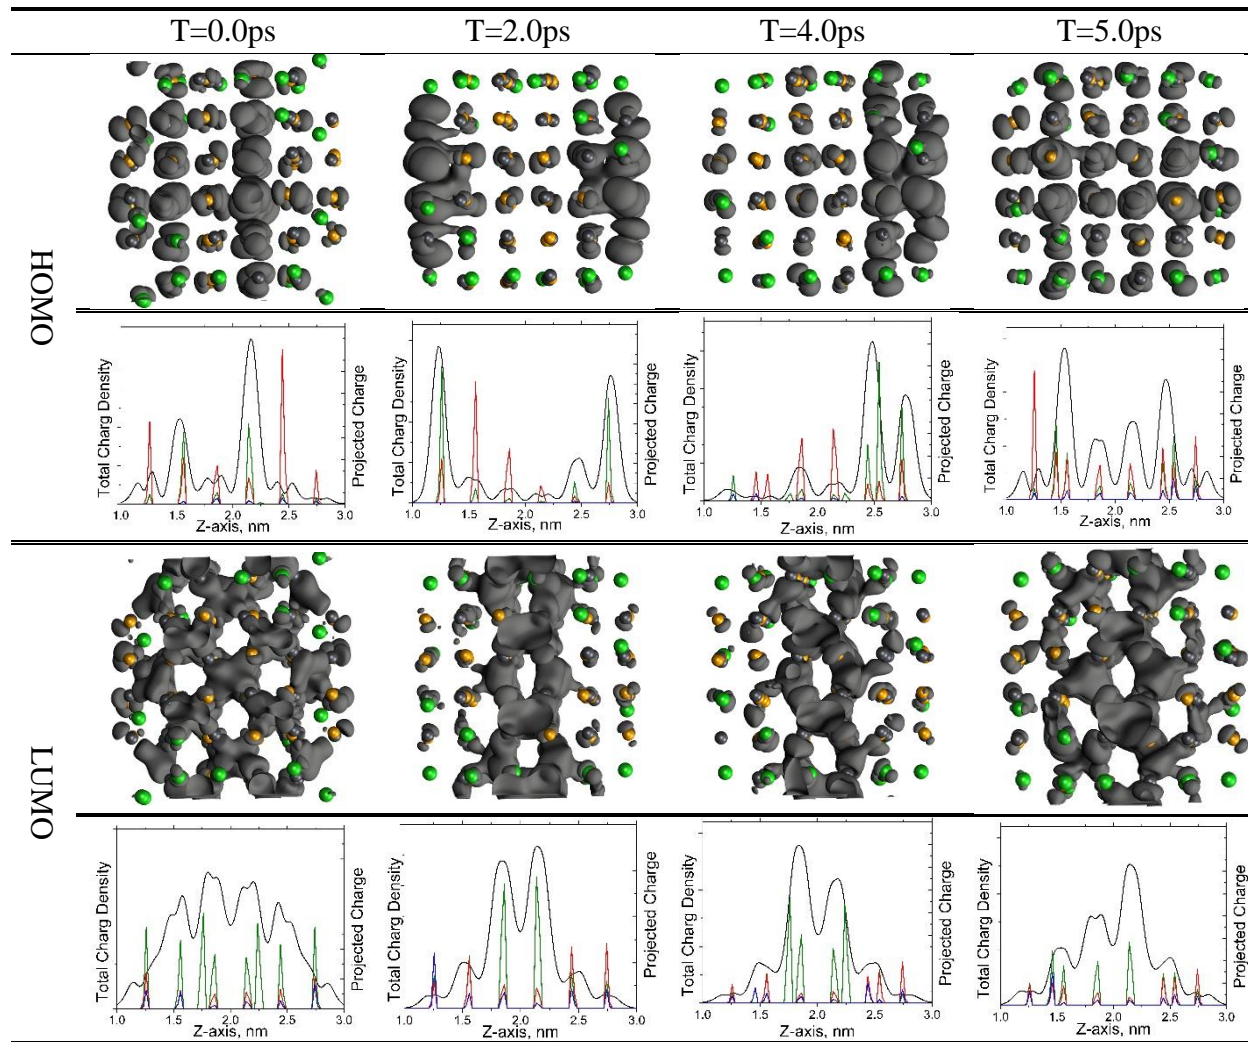 T=0.0ps T=2.0ps T=4.0ps T=5.0ps
HOMO
Total Charg Density
Projected Charge
1.0 1.5 2.0 2.5 3.0
Z-axis, nm
Total Charg Density
Projected Charge
1.0 1.5 2.0 2.5 3.0
Z-axis, nm
Total Charg Density
Projected Charge
1.0 1.5 2.0 2.5 3.0
Z-axis, nm
Total Charg Density
Projected Charge
1.0 1.5 2.0 2.5 3.0
Z-axis, nm
LUMO
Total Charg Density
Projected Charge
1.0 1.5 2.0 2.5 3.0
Z-axis, nm
Total Charg Density
Projected Charge
1.0 1.5 2.0 2.5 3.0
Z-axis, nm
Total Charg Density
Projected Charge
1.0 1.5 2.0 2.5 3.0
Z-axis, nm
Total Charg Density
Projected Charge
1.0 1.5 2.0 2.5 3.0
Z-axis, nm